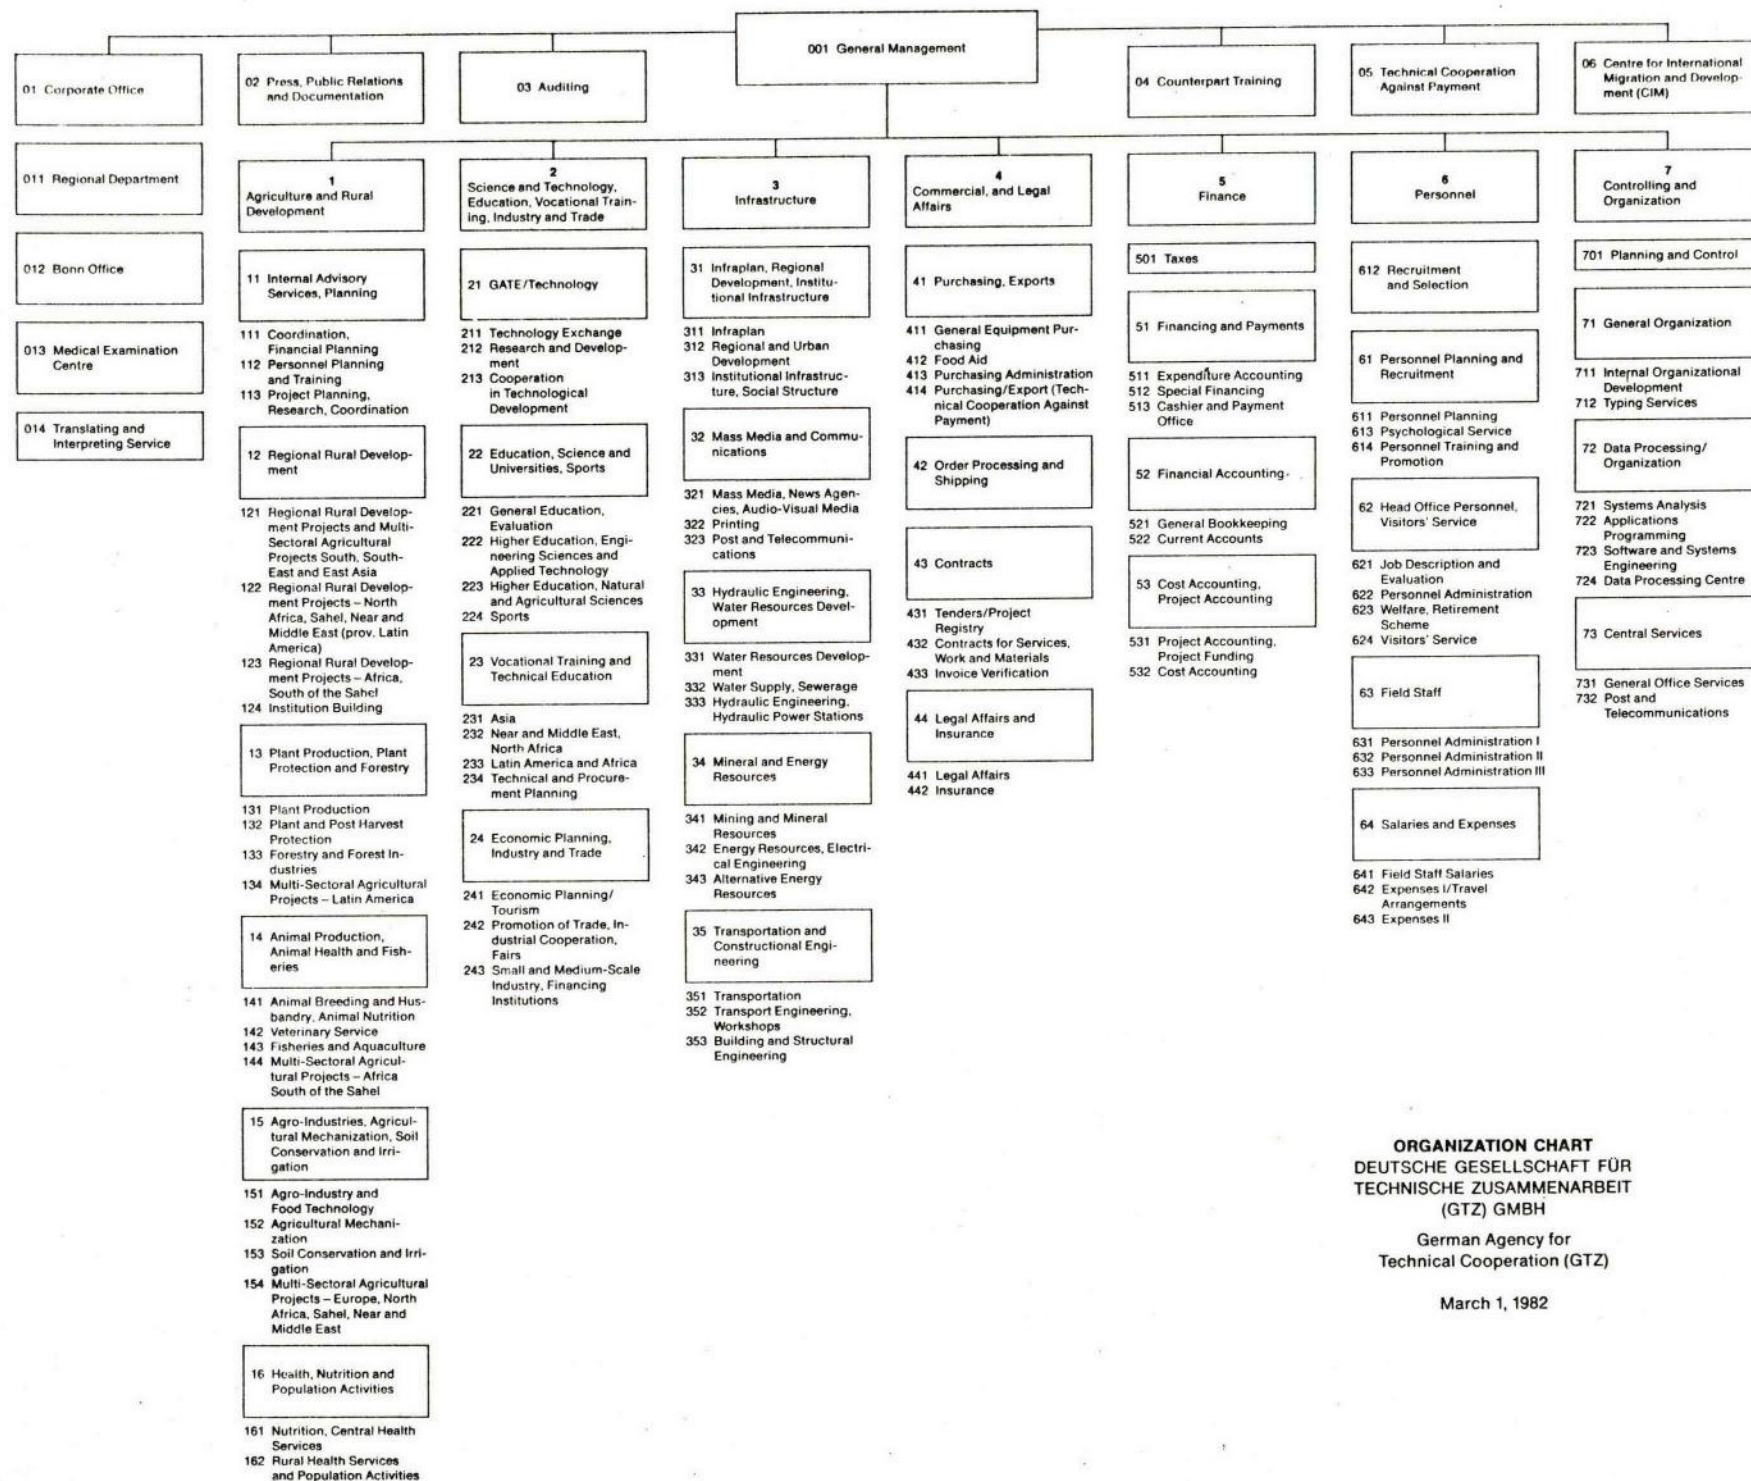 001 General Management
01 Corporate Office
02 Press, Public Relations
and Documentation
03 Auditing
04 Counterpart Training
05 Technical Cooperation
Against Payment
06 Centre for International
Migration and Develop-
ment (CIM)
011 Regional Department
012 Bonn Office
013 Medical Examination
Centre
014 Translating and
Interpreting Service
1
Agriculture and Rural
Development
11 Internal Advisory
Services, Planning
111 Coordination,
Financial Planning
112 Personnel Planning
and Training
113 Project Planning,
Research, Coordination
12 Regional Rural Develop-
ment
121 Regional Rural Develop-
ment Projects and Multi-
Sectoral Agricultural
Projects South, South-
East and East Asia
122 Regional Rural Develop-
ment Projects – North
Africa, Sahel, Near and
Middle East (prov. Latin
America)
123 Regional Rural Develop-
ment Projects – Africa,
South of the Sahel
124 Institution Building
13 Plant Production, Plant
Protection and Forestry
131 Plant Production
132 Plant and Post Harvest
Protection
133 Forestry and Forest In-
dustries
134 Multi-Sectoral Agricultural
Projects – Latin America
14 Animal Production,
Animal Health and Fish-
eries
141 Animal Breeding and Hus-
bandry, Animal Nutrition
142 Veterinary Service
143 Fisheries and Aquaculture
144 Multi-Sectoral Agricul-
tural Projects – Africa
South of the Sahel
15 Agro-Industries, Agricul-
tural Mechanization, Soil
Conservation and Irri-
gation
151 Agro-Industry and
Food Technology
152 Agricultural Mechani-
zation
153 Soil Conservation and Irri-
gation
154 Multi-Sectoral Agricultural
Projects – Europe, North
Africa, Sahel, Near and
Middle East
16 Health, Nutrition and
Population Activities
161 Nutrition, Central Health
Services
162 Rural Health Services
and Population Activities
2
Science and Technology,
Education, Vocational Train-
ing, Industry and Trade
21 GATE/Technology
211 Technology Exchange
212 Research and Develop-
ment
213 Cooperation
in Technological
Development
22 Education, Science and
Universities, Sports
221 General Education,
Evaluation
222 Higher Education, Engi-
neering Sciences and
Applied Technology
223 Higher Education, Natural
and Agricultural Sciences
224 Sports
23 Vocational Training and
Technical Education
231 Asia
232 Near and Middle East,
North Africa
233 Latin America and Africa
234 Technical and Procure-
ment Planning
24 Economic Planning,
Industry and Trade
241 Economic Planning/
Tourism
242 Promotion of Trade, In-
dustrial Cooperation,
Fairs
243 Small and Medium-Scale
Industry, Financing
Institutions
3
Infrastructure
31 Infraplan, Regional
Development, Institu-
tional Infrastructure
311 Infraplan
312 Regional and Urban
Development
313 Institutional Infrastruc-
ture, Social Structure
32 Mass Media and Commu-
nications
321 Mass Media, News Agen-
cies, Audio-Visual Media
322 Printing
323 Post and Telecommuni-
cations
33 Hydraulic Engineering,
Water Resources Devel-
opment
331 Water Resources Develop-
ment
332 Water Supply, Sewerage
333 Hydraulic Engineering,
Hydraulic Power Stations
34 Mineral and Energy
Resources
341 Mining and Mineral
Resources
342 Energy Resources, Electri-
cal Engineering
343 Alternative Energy
Resources
35 Transportation and
Constructional Engi-
neering
351 Transportation
352 Transport Engineering,
Workshops
353 Building and Structural
Engineering
4
Commercial, and Legal
Affairs
41 Purchasing, Exports
411 General Equipment Pur-
chasing
412 Food Aid
413 Purchasing Administration
414 Purchasing/Export (Tech-
nical Cooperation Against
Payment)
42 Order Processing and
Shipping
43 Contracts
431 Tenders/Project
Registry
432 Contracts for Services,
Work and Materials
433 Invoice Verification
44 Legal Affairs and
Insurance
441 Legal Affairs
442 Insurance
5
Finance
501 Taxes
51 Financing and Payments
511 Expenditure Accounting
512 Special Financing
513 Cashier and Payment
Office
52 Financial Accounting
521 General Bookkeeping
522 Current Accounts
53 Cost Accounting,
Project Accounting
531 Project Accounting,
Project Funding
532 Cost Accounting
6
Personnel
612 Recruitment
and Selection
61 Personnel Planning and
Recruitment
611 Personnel Planning
613 Psychological Service
614 Personnel Training and
Promotion
62 Head Office Personnel,
Visitors' Service
621 Job Description and
Evaluation
622 Personnel Administration
623 Welfare, Retirement
Scheme
624 Visitors' Service
63 Field Staff
631 Personnel Administration I
632 Personnel Administration II
633 Personnel Administration III
64 Salaries and Expenses
641 Field Staff Salaries
642 Expenses I/Travel
Arrangements
643 Expenses II
7
Controlling and
Organization
701 Planning and Control
71 General Organization
711 Internal Organizational
Development
712 Typing Services
72 Data Processing/
Organization
721 Systems Analysis
722 Applications
Programming
723 Software and Systems
Engineering
724 Data Processing Centre
73 Central Services
731 General Office Services
732 Post and
Telecommunications
ORGANIZATION CHART
DEUTSCHE GESELLSCHAFT FÜR
TECHNISCHE ZUSAMMENARBEIT
(GTZ) GMBH
German Agency for
Technical Cooperation (GTZ)
March 1, 1982